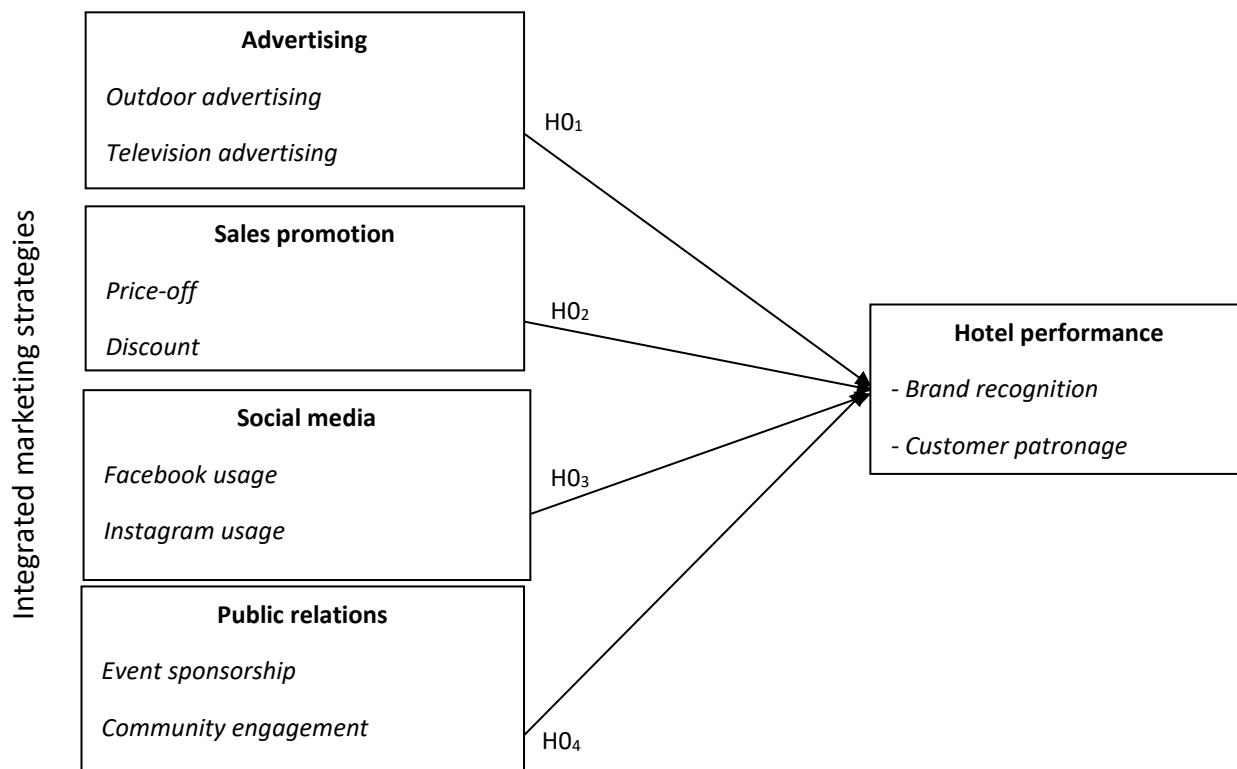 Integrated marketing strategies
Advertising
Outdoor advertising
Television advertising
H0₁
Sales promotion
Price-off
Discount
H0₂
Social media
Facebook usage
Instagram usage
H0₃
Public relations
Event sponsorship
Community engagement
H0₄
Hotel performance
- Brand recognition
- Customer patronage